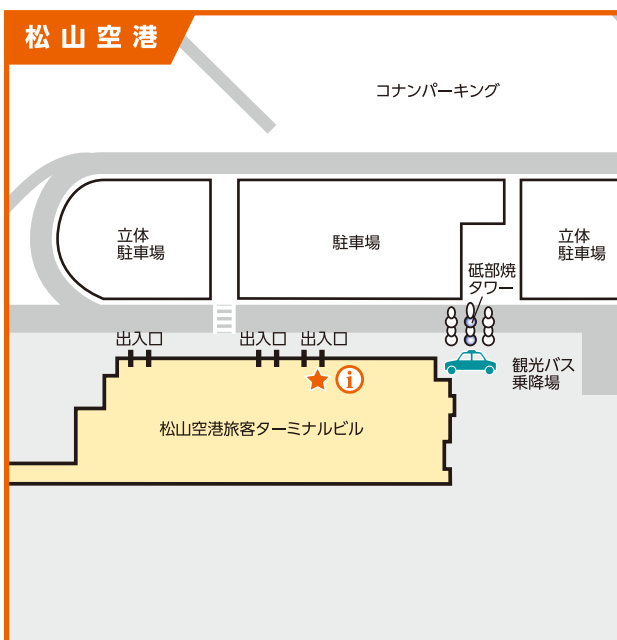 松山空港
コナンパーキング
立体
駐車場
駐車場
立体
駐車場
砥部焼
タワー
出入口
出入口
出入口
観光バス
乗降場
i
松山空港旅客ターミナルビル